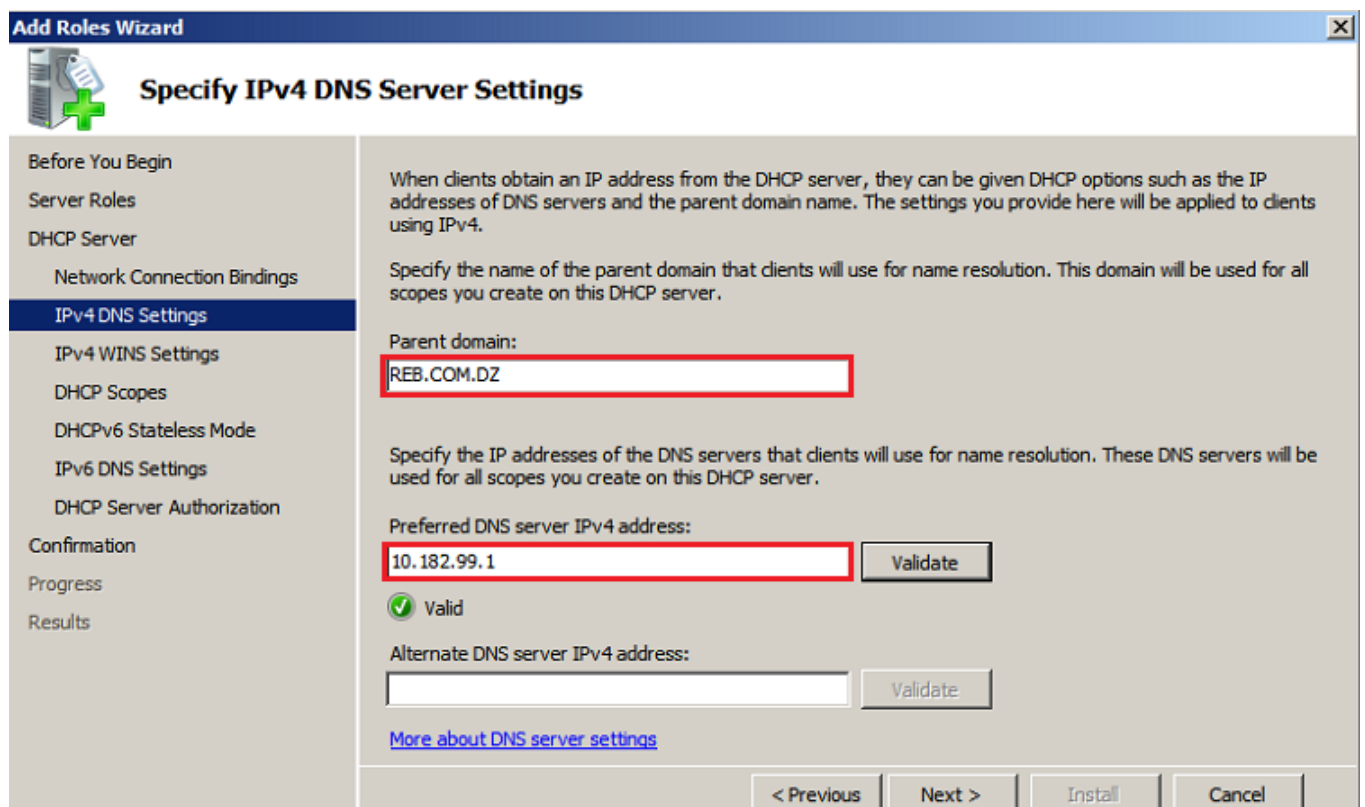 Add Roles Wizard
Specify IPv4 DNS Server Settings
Before You Begin
Server Roles
DHCP Server
Network Connection Bindings
IPv4 DNS Settings
IPv4 WINS Settings
DHCP Scopes
DHCPv6 Stateless Mode
IPv6 DNS Settings
DHCP Server Authorization
Confirmation
Progress
Results
When clients obtain an IP address from the DHCP server, they can be given DHCP options such as the IP
addresses of DNS servers and the parent domain name. The settings you provide here will be applied to clients
using IPv4.
Specify the name of the parent domain that clients will use for name resolution. This domain will be used for all
scopes you create on this DHCP server.
Parent domain:
REB.COM.DZ
Specify the IP addresses of the DNS servers that clients will use for name resolution. These DNS servers will be
used for all scopes you create on this DHCP server.
Preferred DNS server IPv4 address:
10.182.99.1
Validate
Valid
Alternate DNS server IPv4 address:
Validate
More about DNS server settings
< Previous
Next >
Install
Cancel